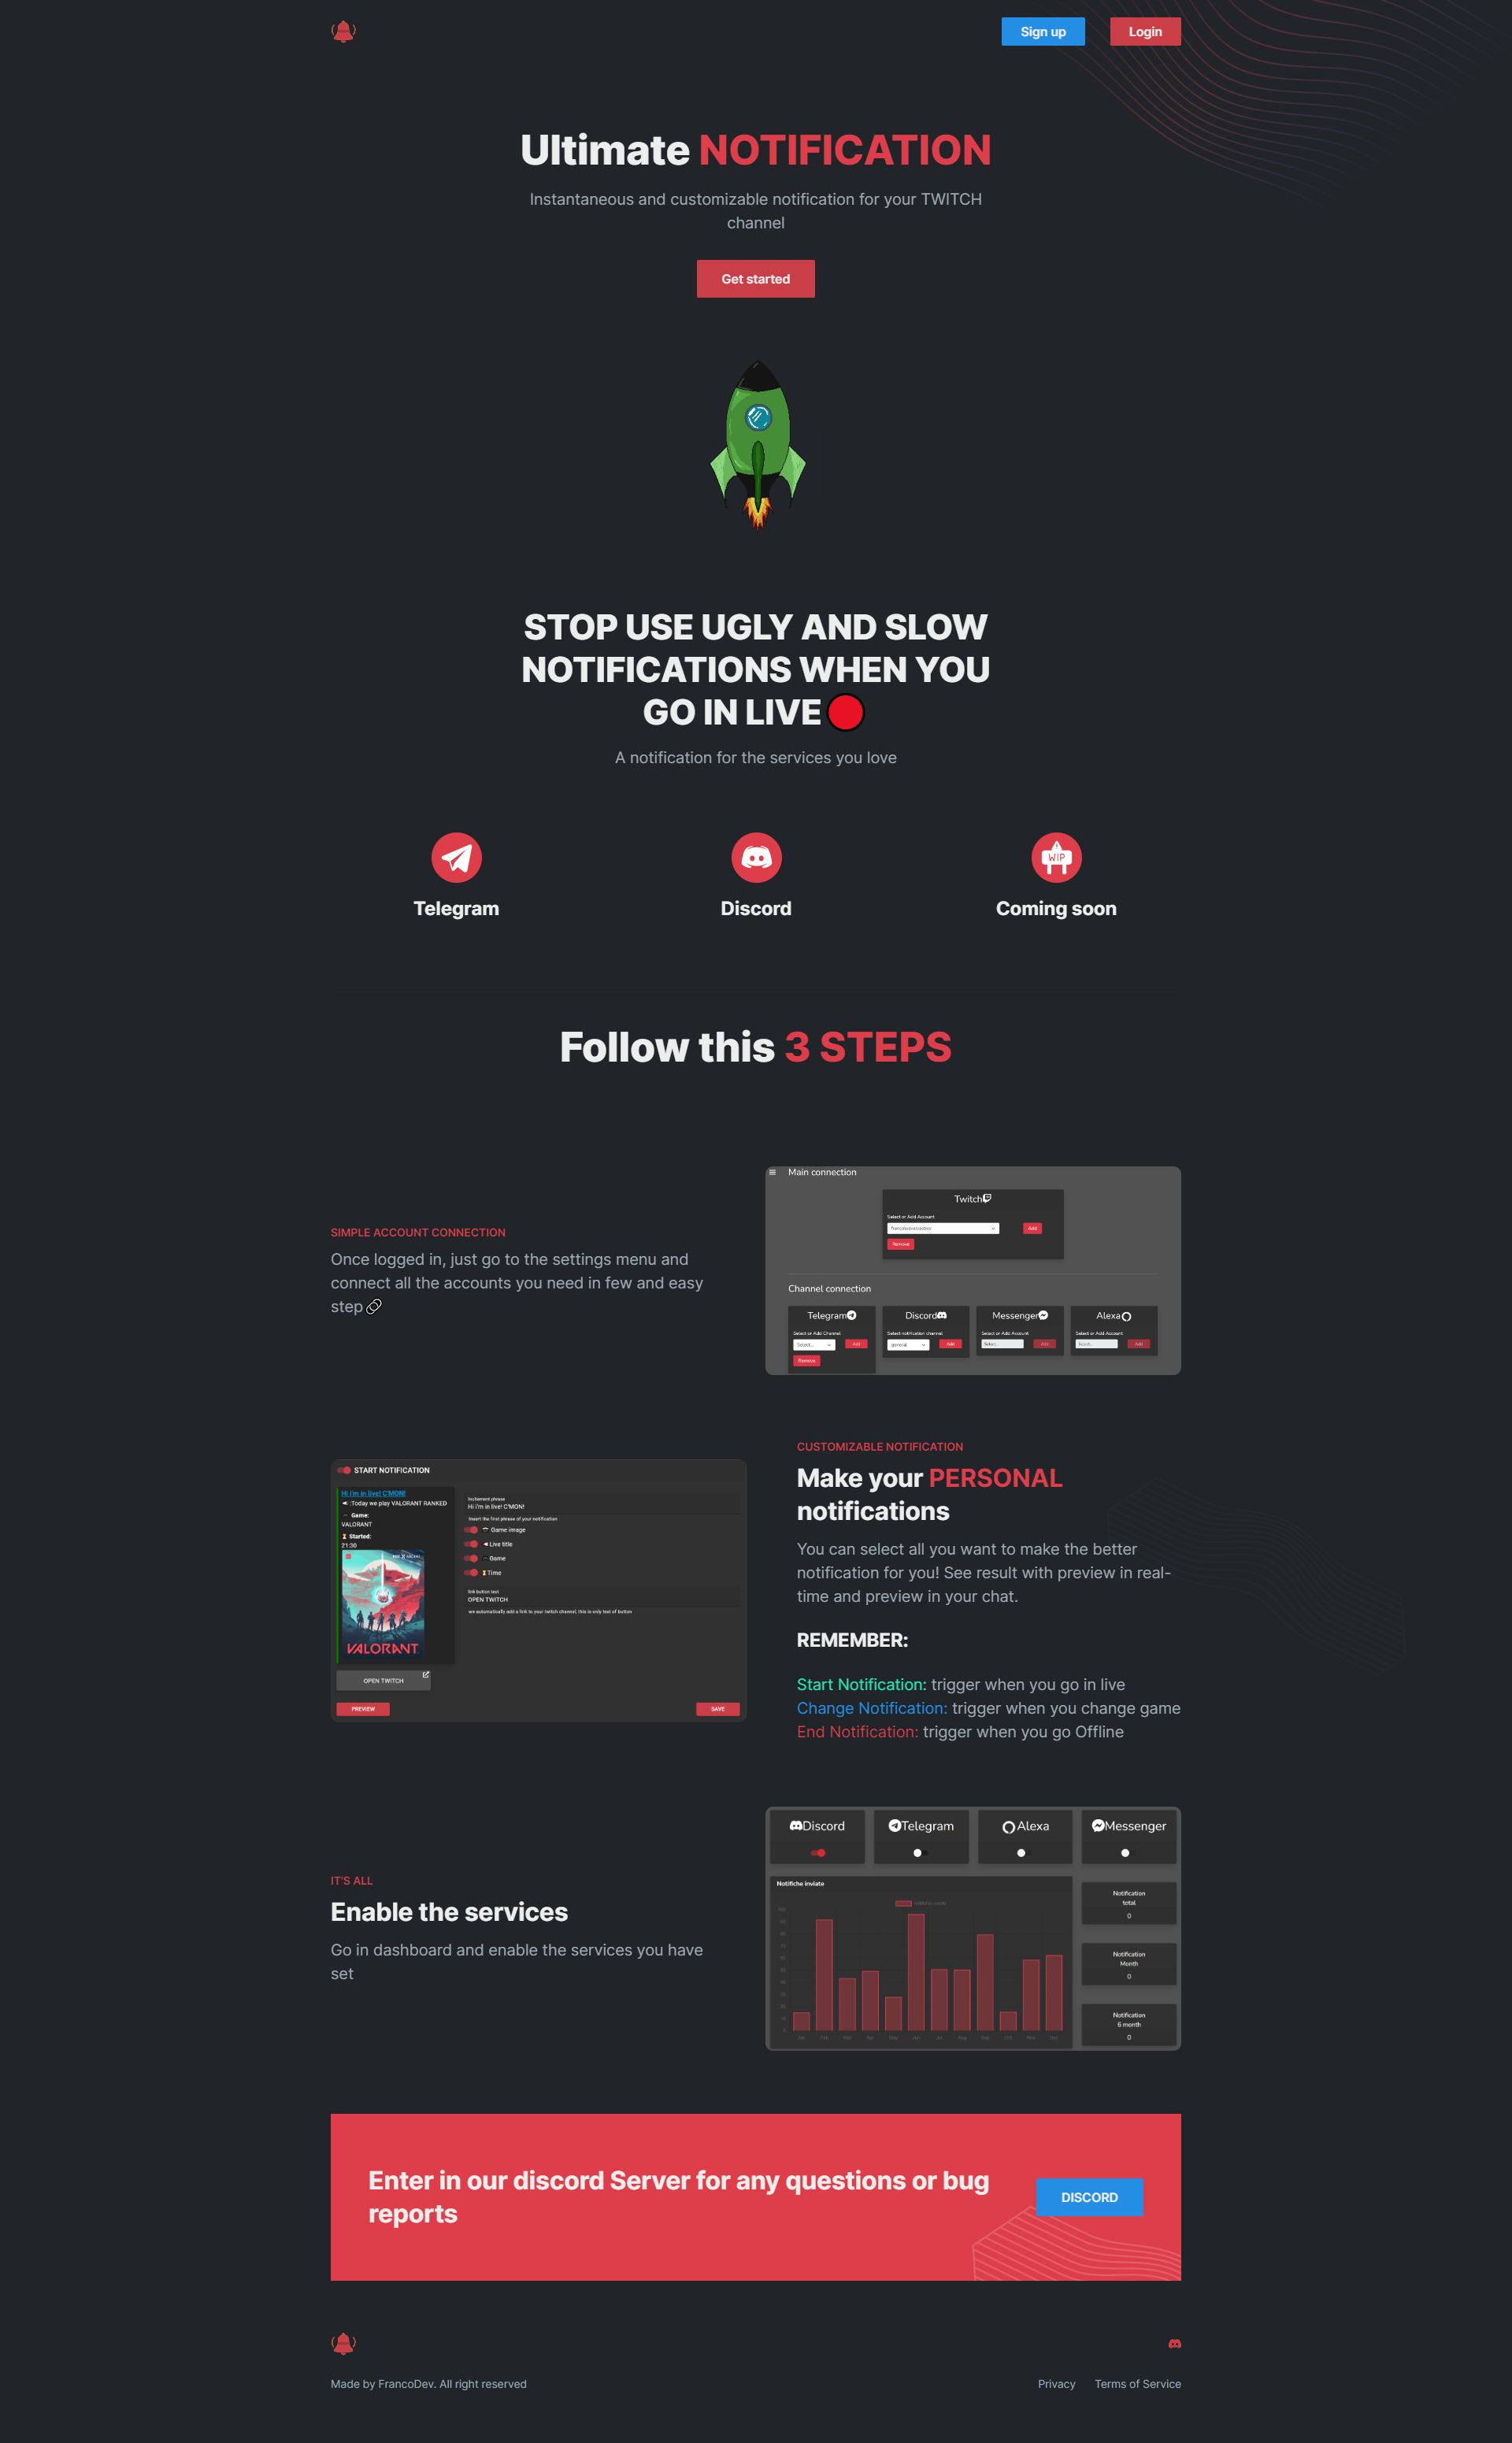 Sign up
Login
Ultimate NOTIFICATION
Instantaneous and customizable notification for your TWITCH
channel
Get started
STOP USE UGLY AND SLOW
NOTIFICATIONS WHEN YOU
GO IN LIVE
A notification for the services you love
WIP
Telegram
Discord
Coming soon
Follow this 3 STEPS
SIMPLE ACCOUNT CONNECTION
Once logged in, just go to the settings menu and
connect all the accounts you need in few and easy
step
Main connection
Twitch
Select or Add Account
Add
Remove
Channel connection
Telegram
Select or Add Channel
Select...
Add
Remove
Discord
Select notification channel
general
Add
Messenger
Select or Add Account
Select...
Add
Alexa
Select or Add Account
Select...
Add
START NOTIFICATION
Hi i'm in live! C'MON!
:Today we play VALORANT RANKED
Game:
VALORANT
Started:
21:30
VALORANT
OPEN TWITCH
PREVIEW
Incitement phrase
Hi i'm in live! C'MON!
Insert the first phrase of your notification
Game image
Live title
Game
Time
link button text
OPEN TWITCH
we automatically add a link to your twitch channel, this is only text of button
SAVE
CUSTOMIZABLE NOTIFICATION
Make your PERSONAL
notifications
You can select all you want to make the better
notification for you! See result with preview in real-
time and preview in your chat.
REMEMBER:
Start Notification: trigger when you go in live
Change Notification: trigger when you change game
End Notification: trigger when you go Offline
IT'S ALL
Enable the services
Go in dashboard and enable the services you have
set
Discord
Telegram
Alexa
Messenger
Notifiche inviate
Notification
total
0
Notification
Month
0
Notification
6 month
0
Enter in our discord Server for any questions or bug
reports
DISCORD
Made by FrancoDev. All right reserved
Privacy
Terms of Service